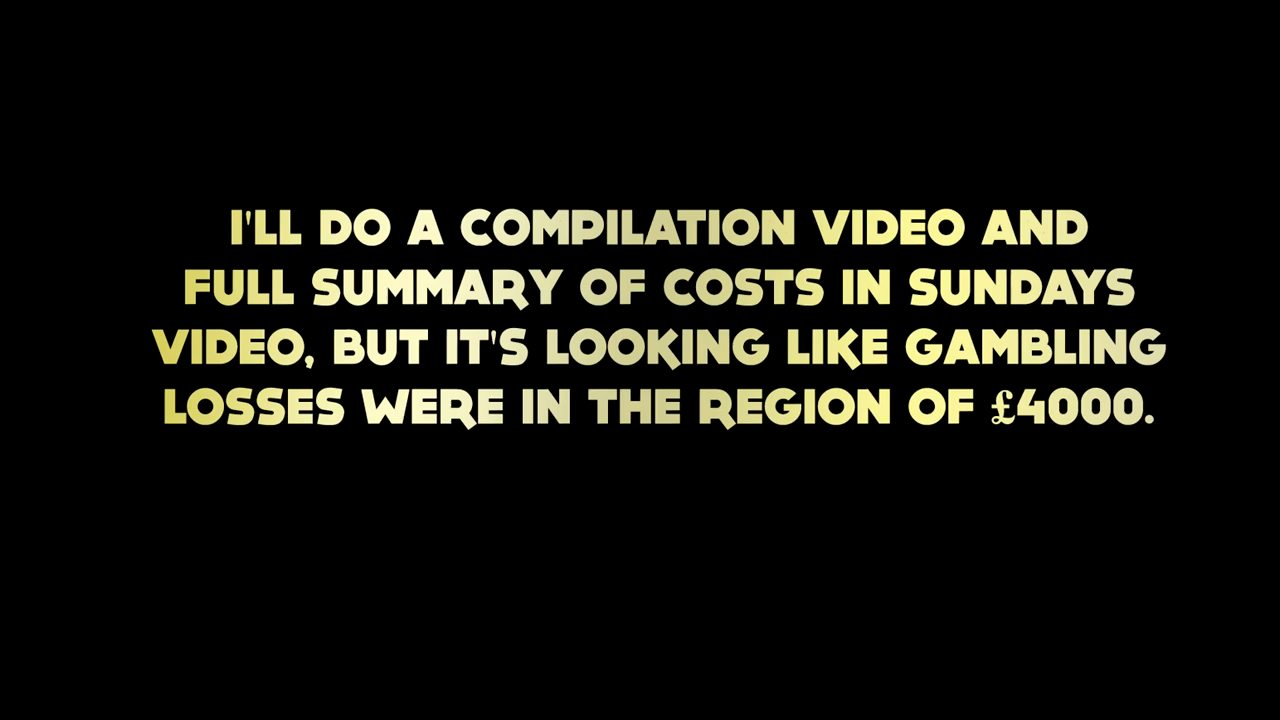 I'LL DO A COMPILATION VIDEO AND
FULL SUMMARY OF COSTS IN SUNDAYS
VIDEO, BUT IT'S LOOKING LIKE GAMBLING
LOSSES WERE IN THE REGION OF £4000.